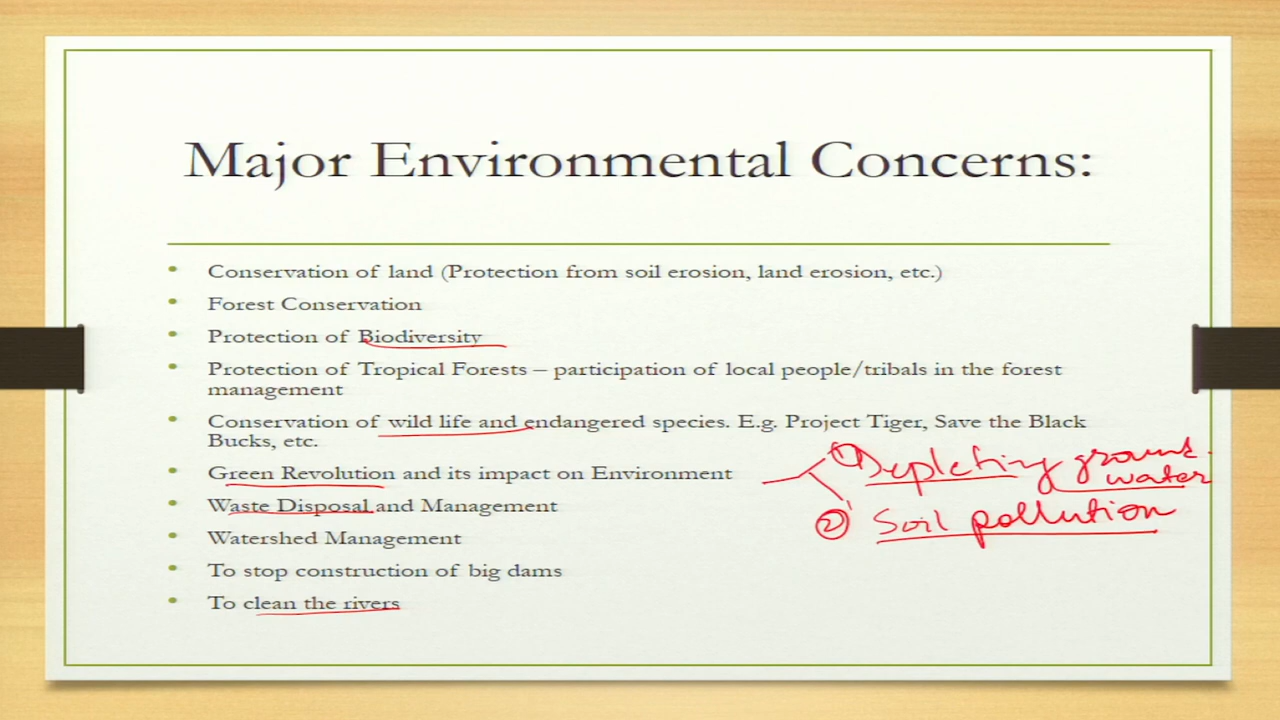 Major Environmental Concerns:
• Conservation of land (Protection from soil erosion, land erosion, etc.)
• Forest Conservation
• Protection of Biodiversity
• Protection of Tropical Forests – participation of local people/tribals in the forest
management
• Conservation of wild life and endangered species. E.g. Project Tiger, Save the Black
Bucks, etc.
• Green Revolution and its impact on Environment
① Depleting ground
water
② Soil pollution
• Waste Disposal and Management
• Watershed Management
• To stop construction of big dams
• To clean the rivers